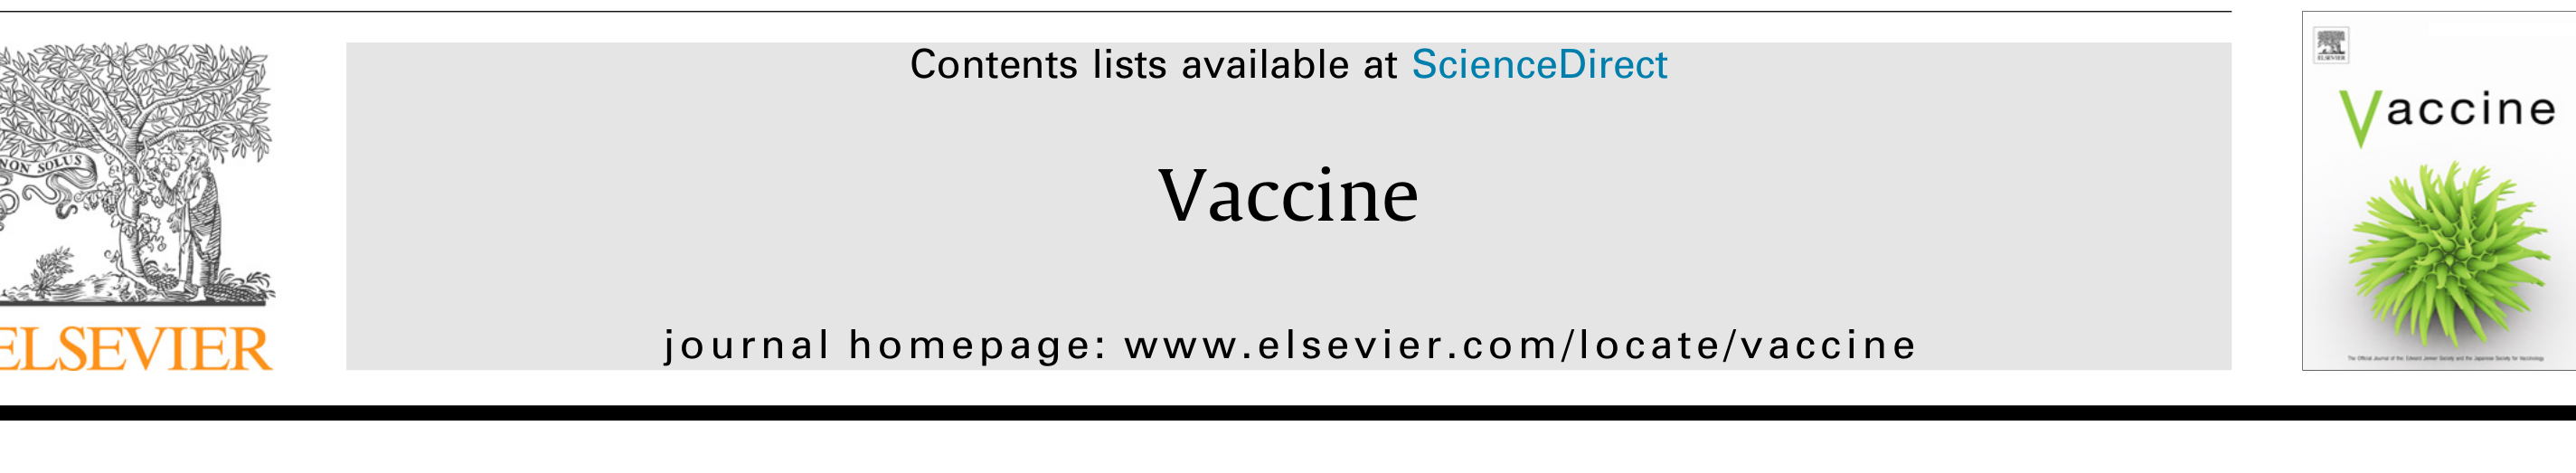 Contents lists available at ScienceDirect
Vaccine
journal homepage: www.elsevier.com/locate/vaccine
NON SOLUS
ELSEVIER
ELSEVIER
Vaccine
The Official Journal of the Edward Jenner Society and the Japanese Society for Vaccinology